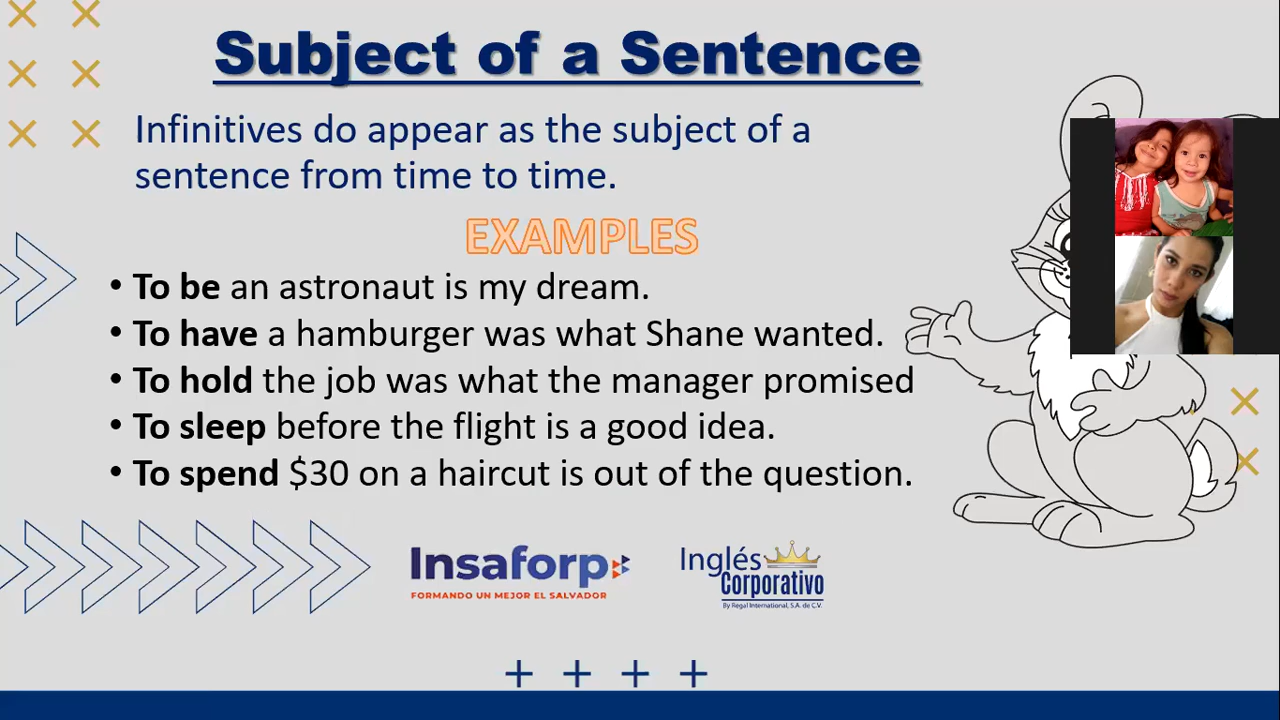 Subject of a Sentence
Infinitives do appear as the subject of a
sentence from time to time.
EXAMPLES
• To be an astronaut is my dream.
• To have a hamburger was what Shane wanted.
• To hold the job was what the manager promised
• To sleep before the flight is a good idea.
• To spend $30 on a haircut is out of the question.
Insaforp
FORMANDO UN MEJOR EL SALVADOR
Inglés
Corporativo
By Regal International, S.A. de C.V.